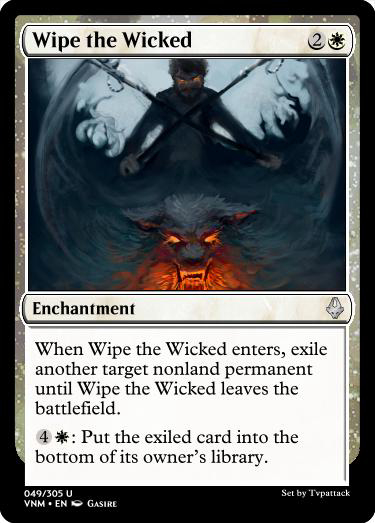 Wipe the Wicked 2
Enchantment
When Wipe the Wicked enters, exile
another target nonland permanent
until Wipe the Wicked leaves the
battlefield.
4 : Put the exiled card into the
bottom of its owner's library.
049/305 U
VNM • EN Gasire
Set by Tvpattack